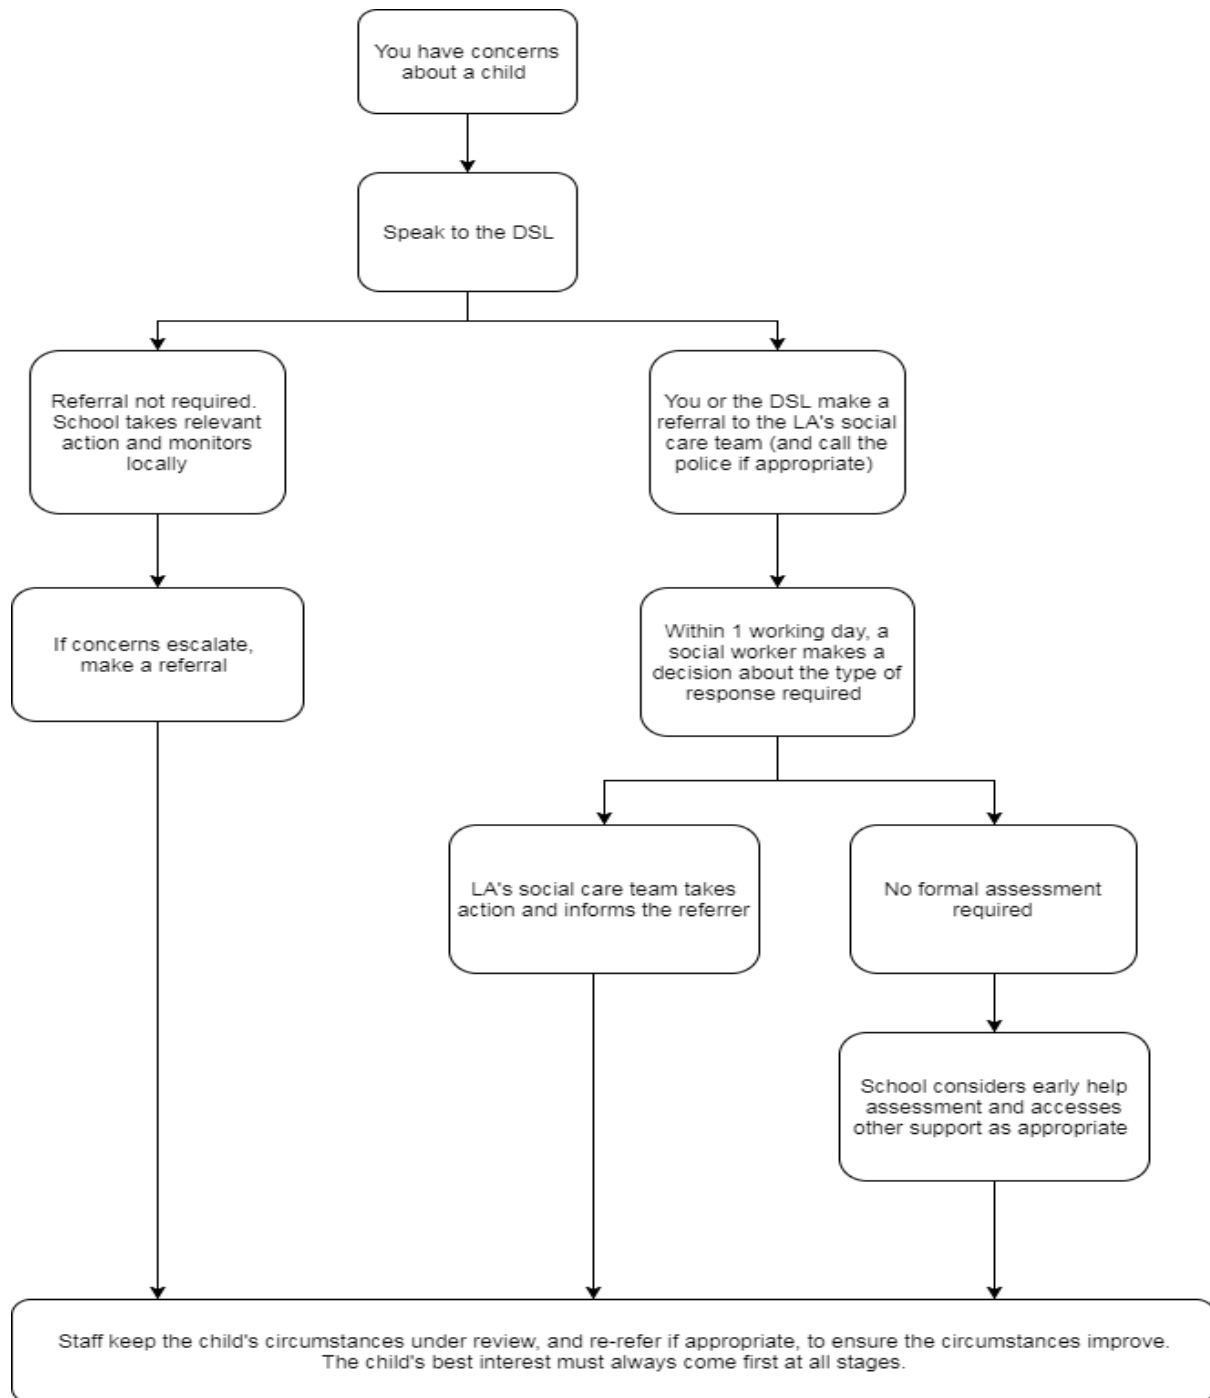 You have concerns
about a child
Speak to the DSL
Referral not required.
School takes relevant
action and monitors
locally
You or the DSL make a
referral to the LA's social
care team (and call the
police if appropriate)
If concerns escalate,
make a referral
Within 1 working day, a
social worker makes a
decision about the type of
response required
LA's social care team takes
action and informs the referrer
No formal assessment
required
School considers early help
assessment and accesses
other support as appropriate
Staff keep the child's circumstances under review, and re-refer if appropriate, to ensure the circumstances improve.
The child's best interest must always come first at all stages.